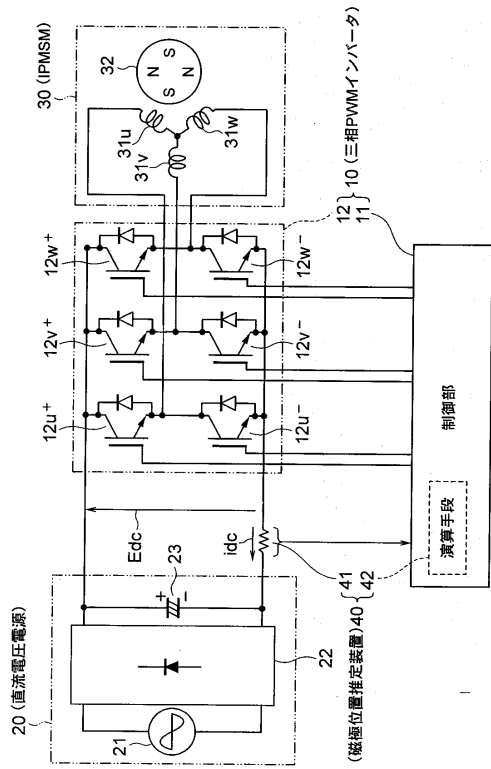 20 (直流電圧電源)
21
22
23
+
−
Edc
idc
41
42
(磁極位置推定装置)40
12u+
12v+
12w+
12u−
12v−
12w−
30 (IPMSM)
31u
31v
31w
32
N
S
N
S
12
11
10 (三相PWMインバータ)
制御部
演算手段